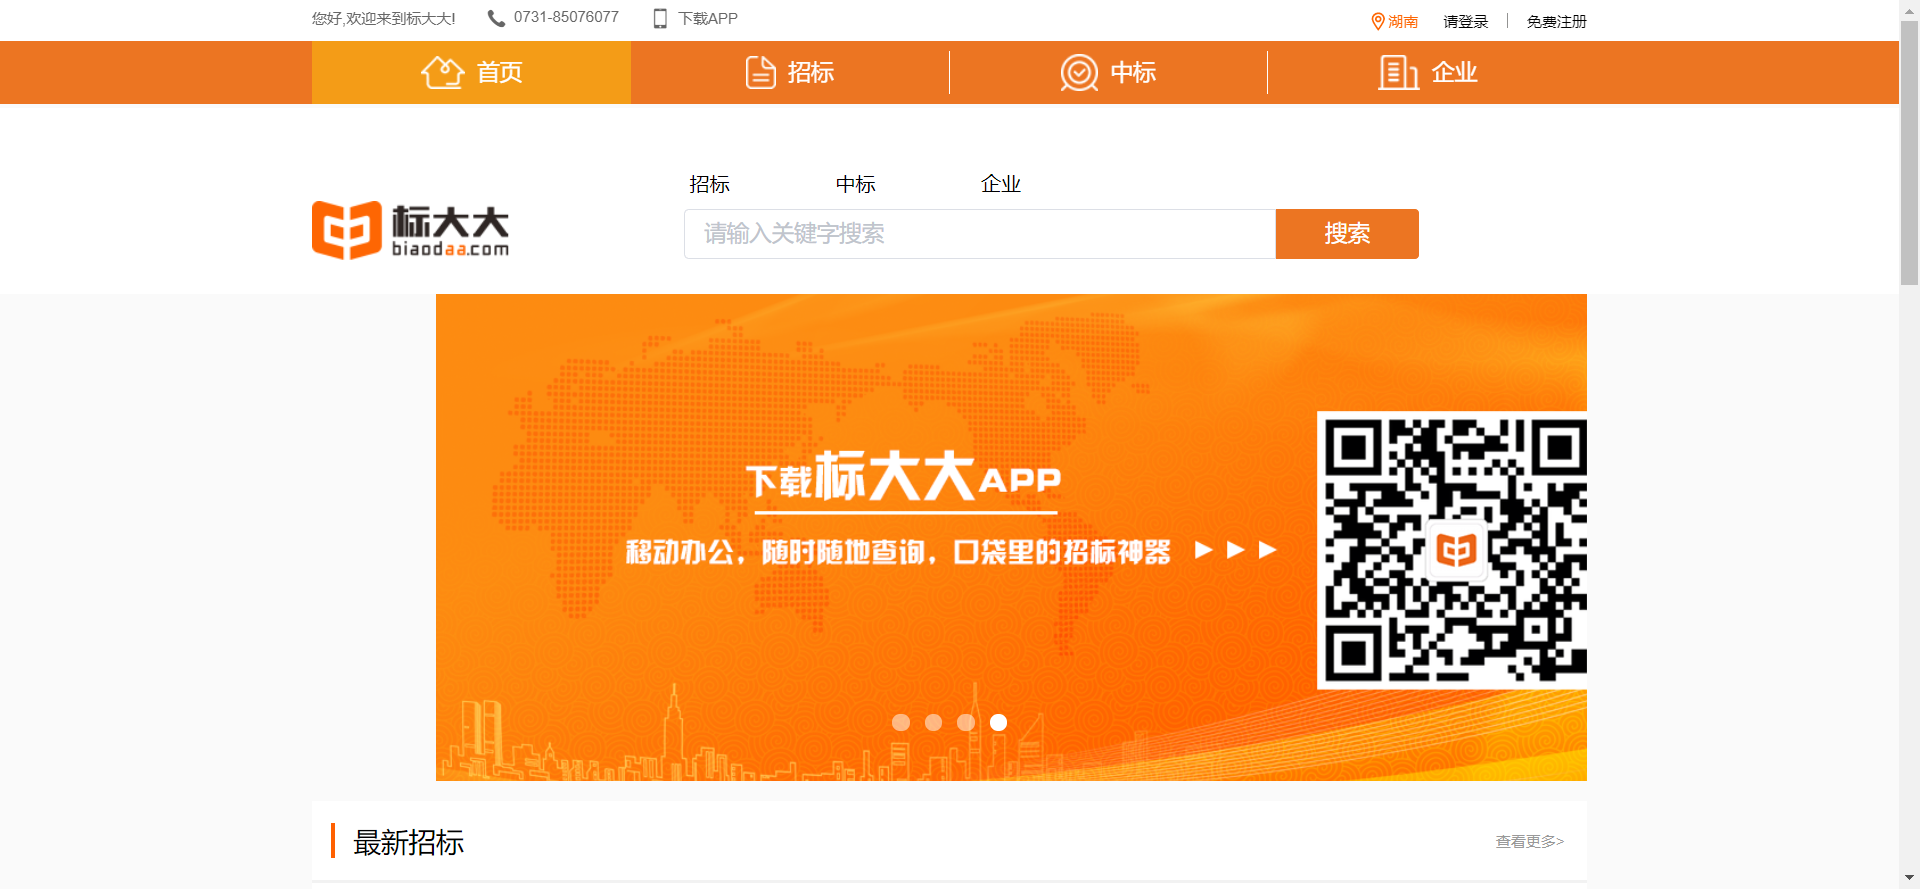 您好,欢迎来到标大大!
0731-85076077
下载APP
湖南
请登录
免费注册
首页
招标
中标
企业
招标
中标
企业
标大大
biaodaa.com
请输入关键字搜索
搜索
下载标大大APP
移动办公，随时随地查询，口袋里的招标神器
最新招标
查看更多>